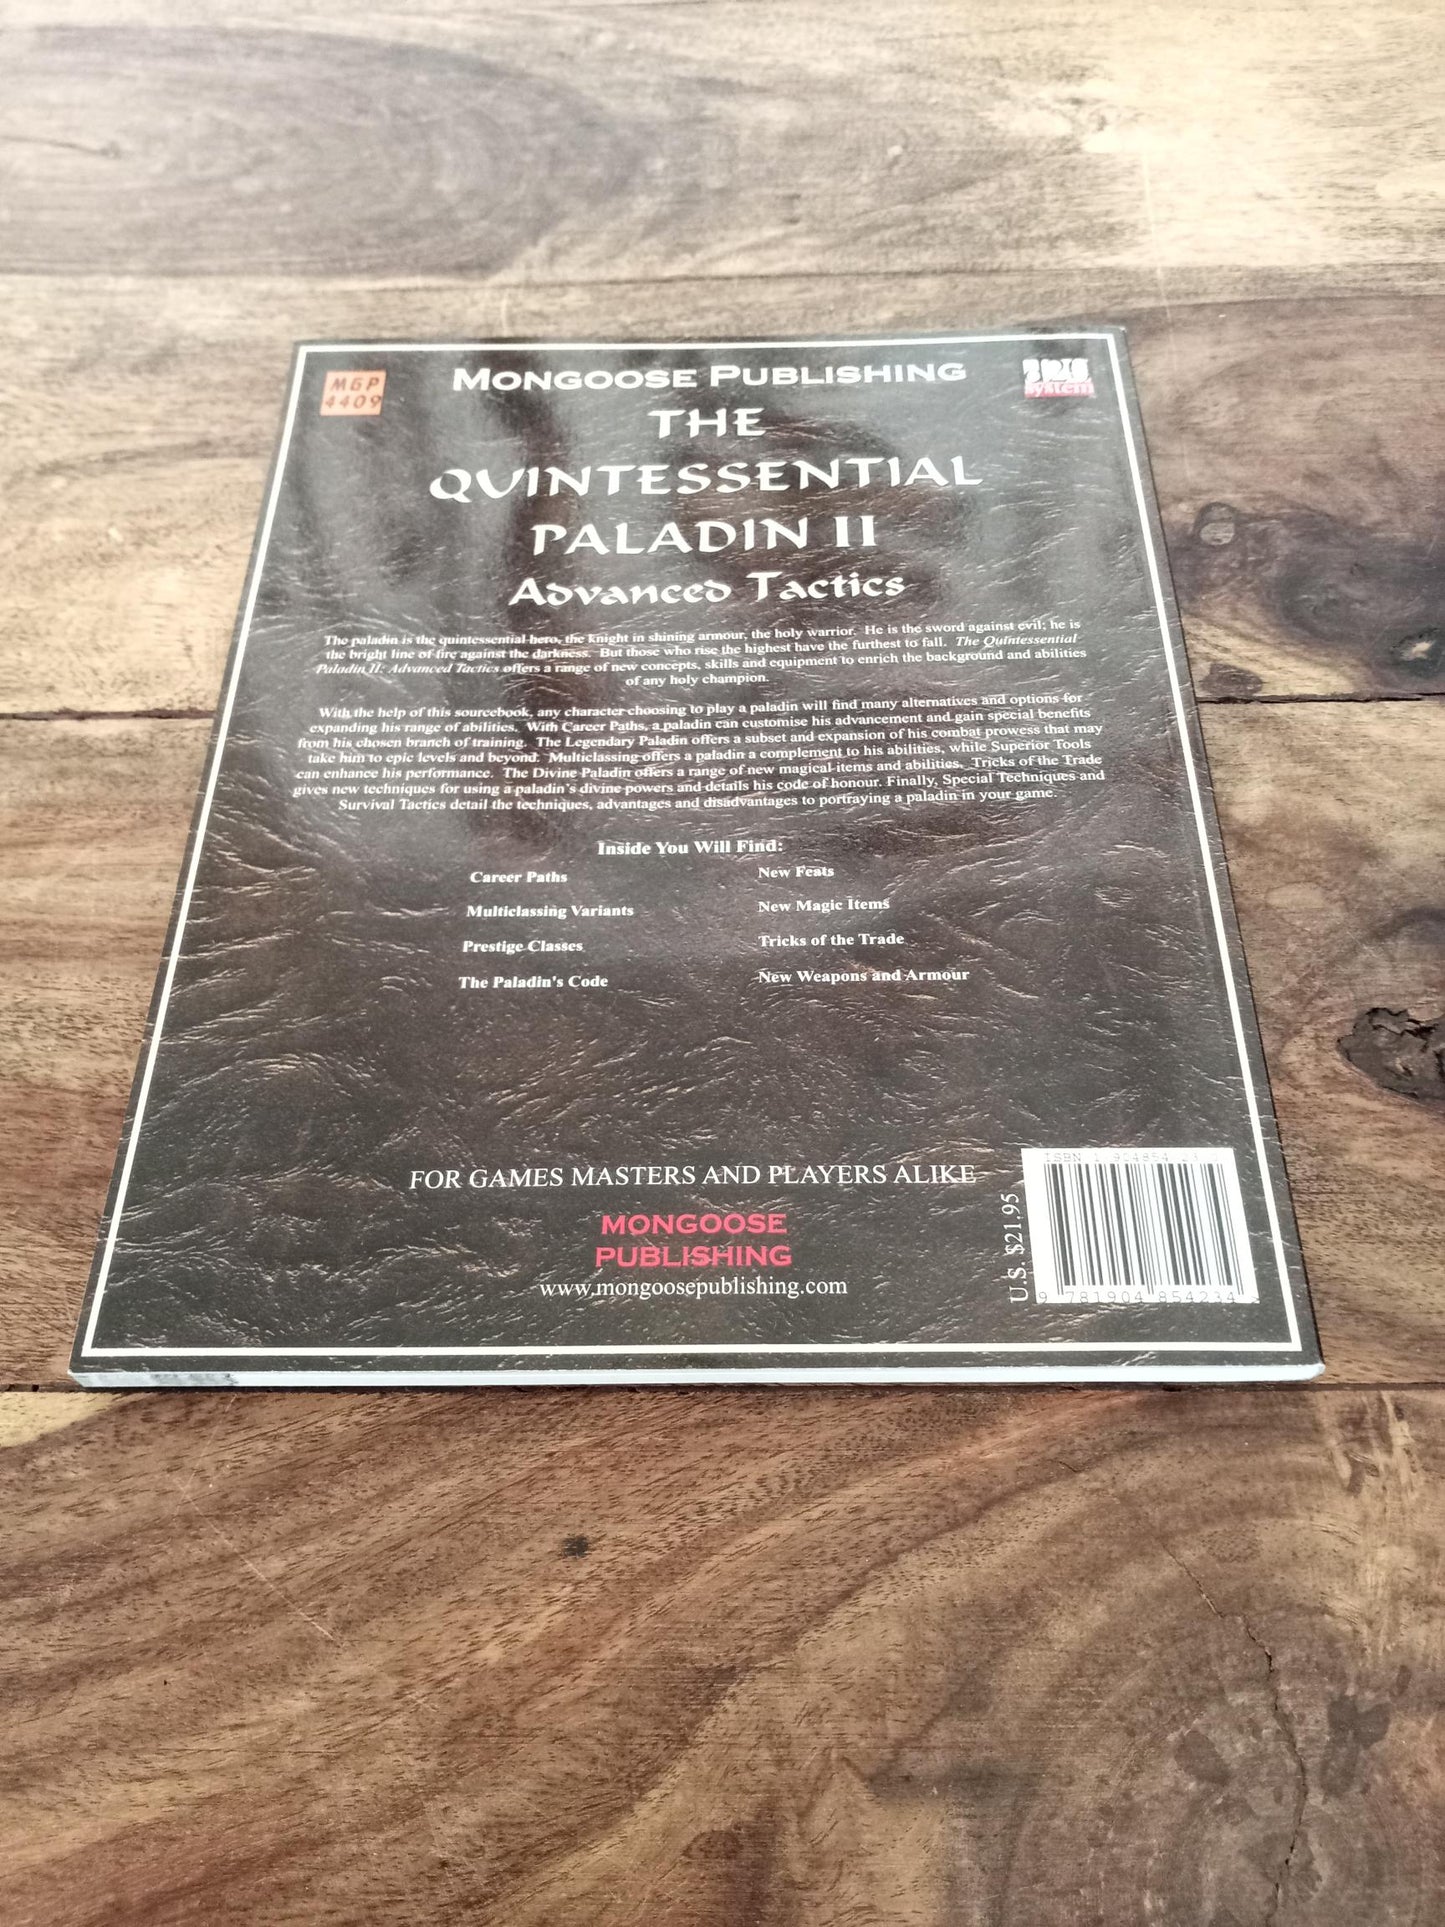 MGP
4409
MONGOOSE PUBLISHING
system
THE
QUINTESSENTIAL
PALADIN II
Advanced Tactics
The paladin is the quintessential hero, the knight in shining armour, the holy warrior. He is the sword against evil; he is
the bright line of fire against the darkness. But those who rise the highest have the furthest to fall. The Quintessential
Paladin II: Advanced Tactics offers a range of new concepts, skills and equipment to enrich the background and abilities
of any holy champion.
With the help of this sourcebook, any character choosing to play a paladin will find many alternatives and options for
expanding his range of abilities. With Career Paths, a paladin can customise his advancement and gain special benefits
from his chosen branch of training. The Legendary Paladin offers a subset and expansion of his combat prowess that may
take him to epic levels and beyond. Multiclassing offers a paladin a complement to his abilities, while Superior Tools
can enhance his performance. The Divine Paladin offers a range of new magical items and abilities. Tricks of the Trade
gives new techniques for using a paladin's divine powers and details his code of honour. Finally, Special Techniques and
Survival Tactics detail the techniques, advantages and disadvantages to portraying a paladin in your game.
Inside You Will Find:
Career Paths
Multiclassing Variants
Prestige Classes
The Paladin's Code
New Feats
New Magic Items
Tricks of the Trade
New Weapons and Armour
FOR GAMES MASTERS AND PLAYERS ALIKE
MONGOOSE
PUBLISHING
www.mongoosepublishing.com
U.S. $21.95
ISBN 1 904854 23
9 781904 854234